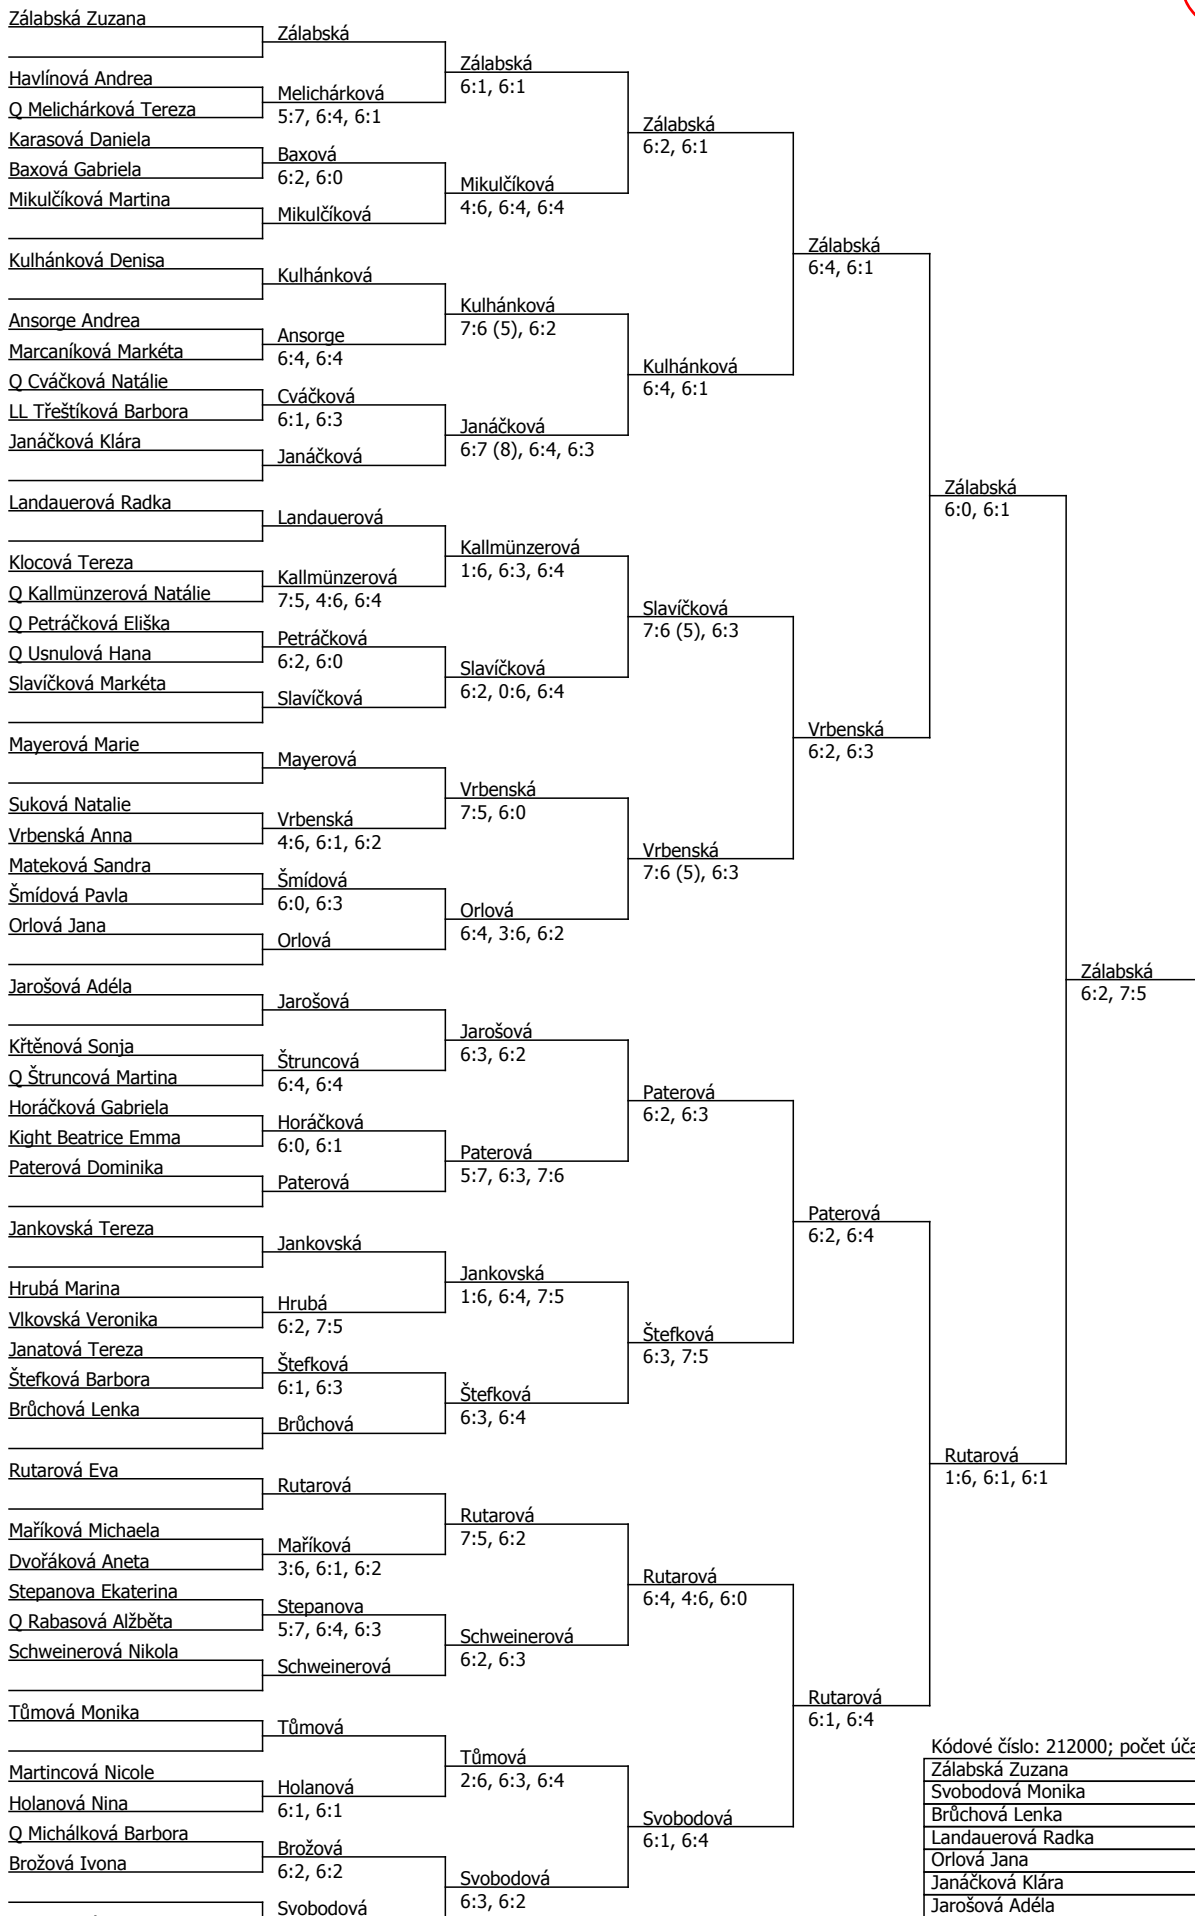 Zálabská Zuzana
Havlínová Andrea
Q Melichárková Tereza
Karasová Daniela
Baxová Gabriela
Mikulčíková Martina
Kulhánková Denisa
Ansorge Andrea
Marcaníková Markéta
Q Cváčková Natálie
LL Třeštíková Barbora
Janáčková Klára
Landauerová Radka
Klocová Tereza
Q Kallmünzerová Natálie
Q Petráčková Eliška
Q Usnulová Hana
Slavíčková Markéta
Mayerová Marie
Suková Natalie
Vrbenská Anna
Mateková Sandra
Šmídová Pavla
Orlová Jana
Jarošová Adéla
Křtěnová Sonja
Q Štruncová Martina
Horáčková Gabriela
Kight Beatrice Emma
Paterová Dominika
Jankovská Tereza
Hrubá Marina
Vlkovská Veronika
Janatová Tereza
Štefková Barbora
Brůchová Lenka
Rutarová Eva
Maříková Michaela
Dvořáková Aneta
Stepanova Ekaterina
Q Rabasová Alžběta
Schweinerová Nikola
Tůmová Monika
Martincová Nicole
Holanová Nina
Q Michálková Barbora
Brožová Ivona
Zálabská
Melichárková
5:7, 6:4, 6:1
Baxová
6:2, 6:0
Mikulčíková
Kulhánková
Ansorge
6:4, 6:4
Cváčková
6:1, 6:3
Janáčková
Landauerová
Kallmünzerová
7:5, 4:6, 6:4
Petráčková
6:2, 6:0
Slavíčková
Mayerová
Vrbenská
4:6, 6:1, 6:2
Šmídová
6:0, 6:3
Orlová
Jarošová
Štruncová
6:4, 6:4
Horáčková
6:0, 6:1
Paterová
Jankovská
Hrubá
6:2, 7:5
Štefková
6:1, 6:3
Brůchová
Rutarová
Maříková
3:6, 6:1, 6:2
Stepanova
5:7, 6:4, 6:3
Schweinerová
Tůmová
Holanová
6:1, 6:1
Brožová
6:2, 6:2
Svobodová
Zálabská
6:1, 6:1
Mikulčíková
4:6, 6:4, 6:4
Kulhánková
7:6 (5), 6:2
Janáčková
6:7 (8), 6:4, 6:3
Kallmünzerová
1:6, 6:3, 6:4
Slavíčková
6:2, 0:6, 6:4
Vrbenská
7:5, 6:0
Orlová
6:4, 3:6, 6:2
Jarošová
6:3, 6:2
Paterová
5:7, 6:3, 7:6
Jankovská
1:6, 6:4, 7:5
Štefková
6:3, 6:4
Rutarová
7:5, 6:2
Schweinerová
6:2, 6:3
Tůmová
2:6, 6:3, 6:4
Svobodová
6:3, 6:2
Zálabská
6:2, 6:1
Kulhánková
6:4, 6:1
Slavíčková
7:6 (5), 6:3
Vrbenská
7:6 (5), 6:3
Paterová
6:2, 6:3
Štefková
6:3, 7:5
Rutarová
6:4, 4:6, 6:0
Svobodová
6:1, 6:4
Zálabská
6:4, 6:1
Vrbenská
6:2, 6:3
Paterová
6:2, 6:4
Rutarová
6:1, 6:4
Zálabská
6:0, 6:1
Rutarová
1:6, 6:1, 6:1
Zálabská
6:2, 7:5
Kódové číslo: 212000; počet úča
Zálabská Zuzana
Svobodová Monika
Brůchová Lenka
Landauerová Radka
Orlová Jana
Janáčková Klára
Jarošová Adéla